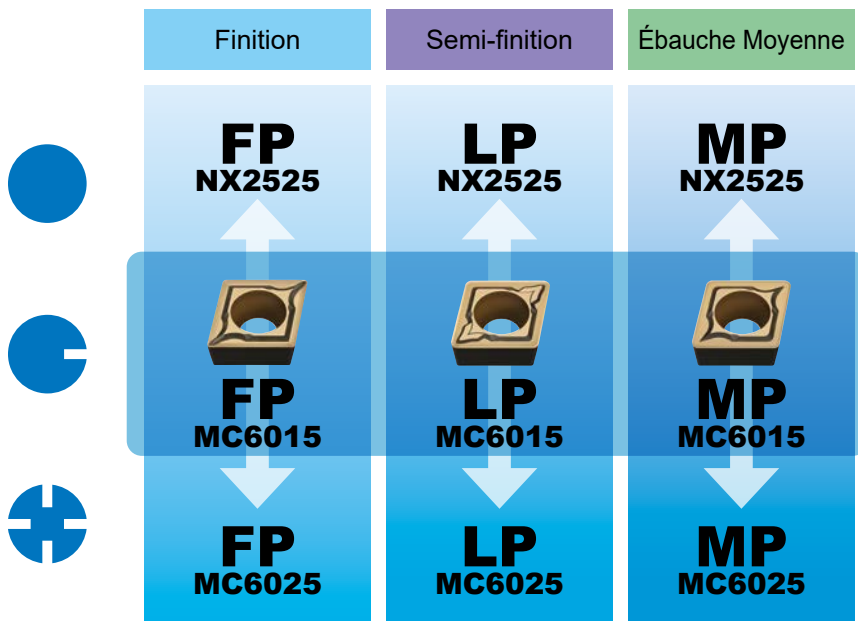 Finition
Semi-finition
Ébauche Moyenne
FP
LP
MP
NX2525
NX2525
NX2525
FP
LP
MP
MC6015
MC6015
MC6015
FP
LP
MP
MC6025
MC6025
MC6025